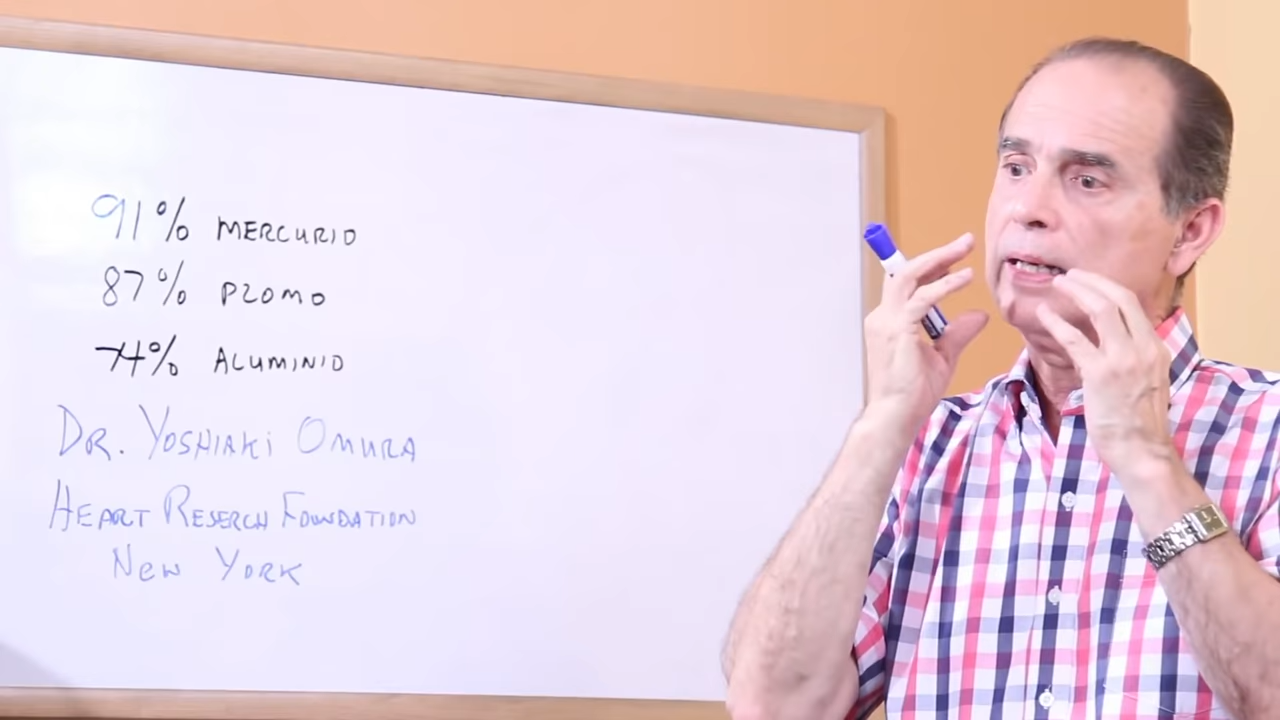 91% MERCURIO
87% PLOMO
74% ALUMINIO
DR. YOSHIAKI OMURA
HEART RESERCH FOUNDATION
NEW YORK